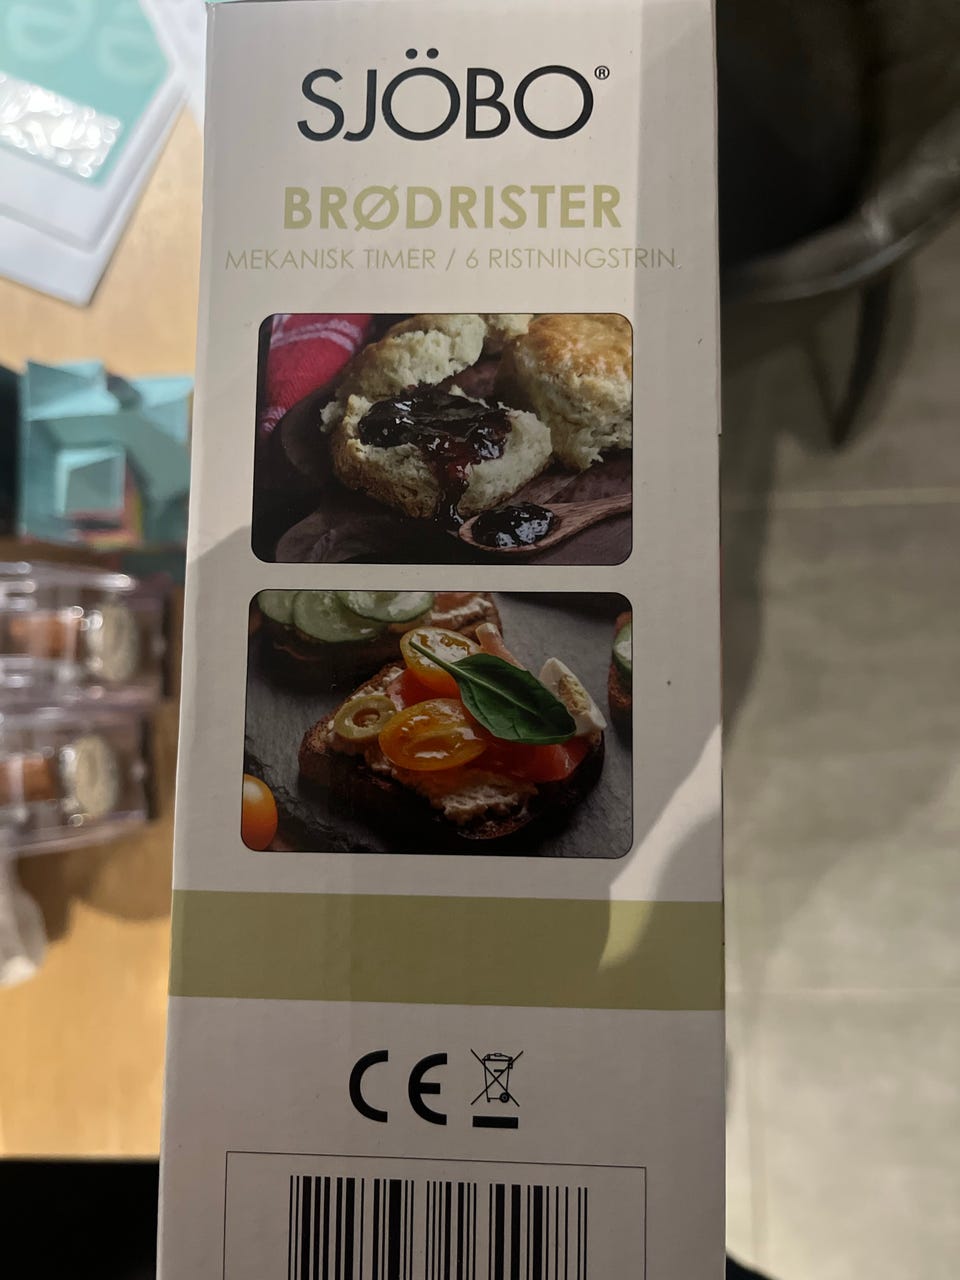 SJÖBO®
BRØDRISTER
MEKANISK TIMER / 6 RISTNINGSTRIN
CE